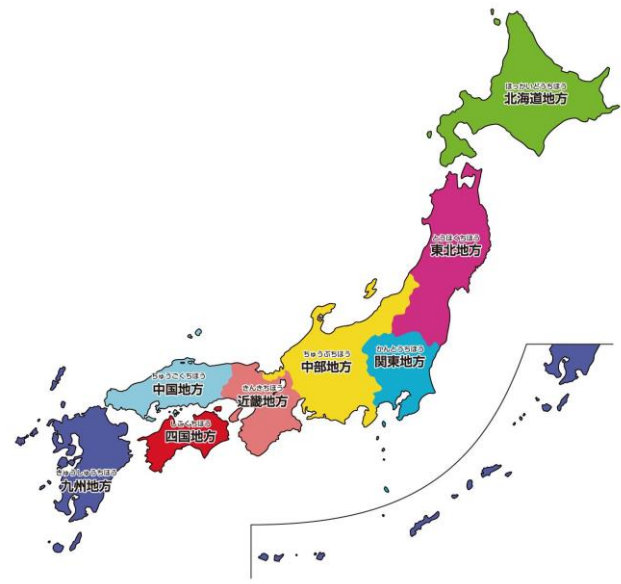 ほっかいどうちほう
北海道地方
とうほくちほう
東北地方
かんとうちほう
関東地方
ちゅうぶちほう
中部地方
きんきちほう
近畿地方
ちゅうごくちほう
中国地方
しこくちほう
四国地方
きゅうしゅうちほう
九州地方